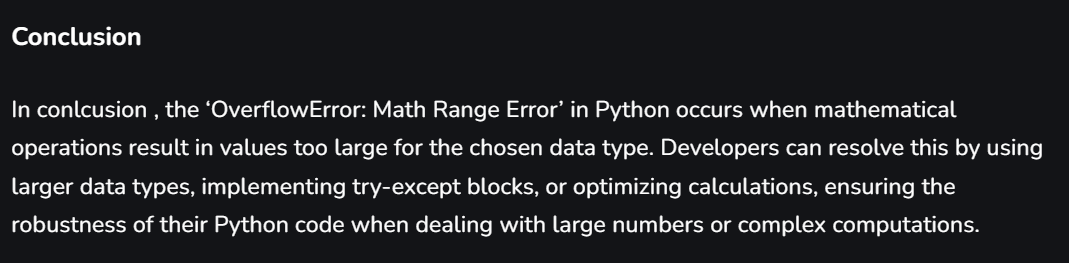 Conclusion
In conlcusion , the ‘OverflowError: Math Range Error’ in Python occurs when mathematical
operations result in values too large for the chosen data type. Developers can resolve this by using
larger data types, implementing try-except blocks, or optimizing calculations, ensuring the
robustness of their Python code when dealing with large numbers or complex computations.